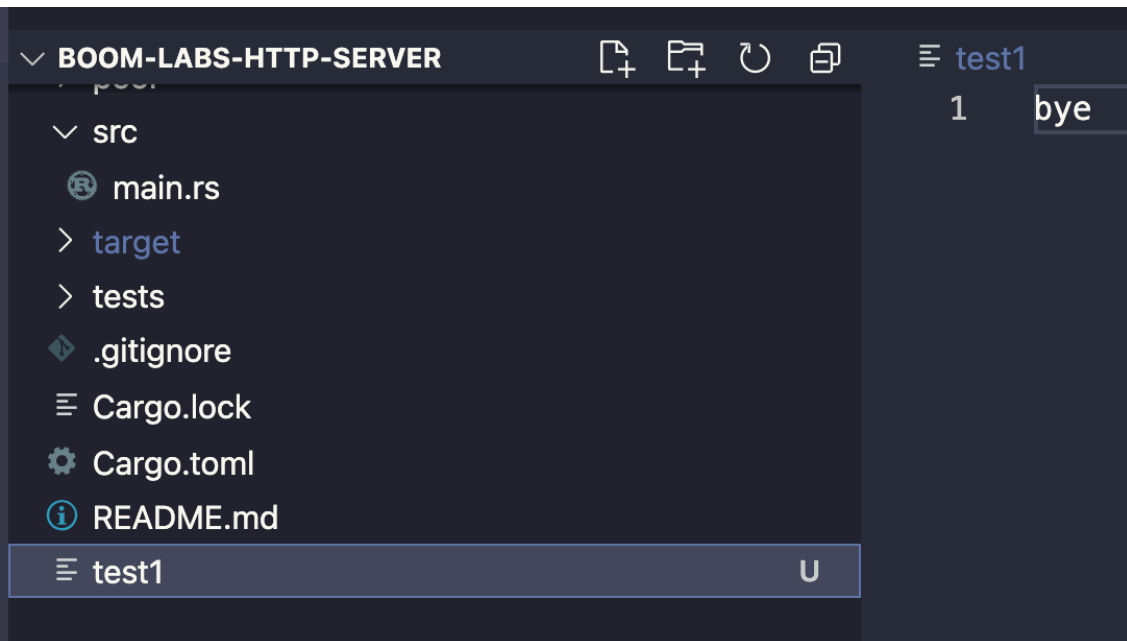 BOOM-LABS-HTTP-SERVER
src
main.rs
target
tests
.gitignore
Cargo.lock
Cargo.toml
README.md
test1 U
test1
1 bye